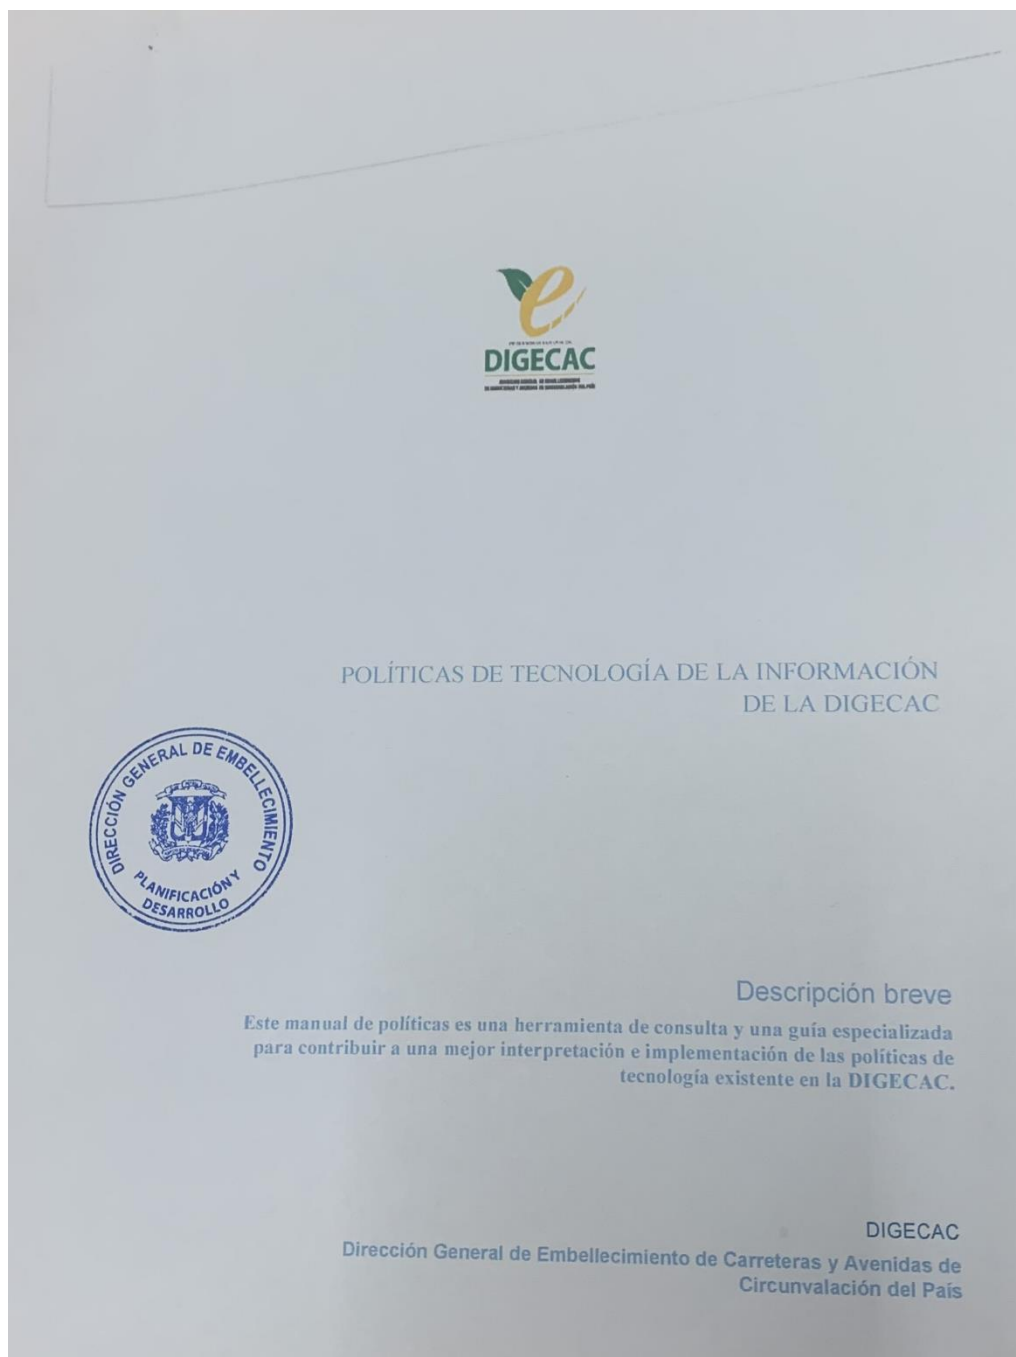 DIGECAC
POLÍTICAS DE TECNOLOGÍA DE LA INFORMACIÓN
DE LA DIGECAC
DIRECCIÓN GENERAL DE EMBELLECIMIENTO
PLANIFICACIÓN Y
DESARROLLO
Descripción breve
Este manual de políticas es una herramienta de consulta y una guía especializada
para contribuir a una mejor interpretación e implementación de las políticas de
tecnología existente en la DIGECAC.
DIGECAC
Dirección General de Embellecimiento de Carreteras y Avenidas de
Circunvalación del País